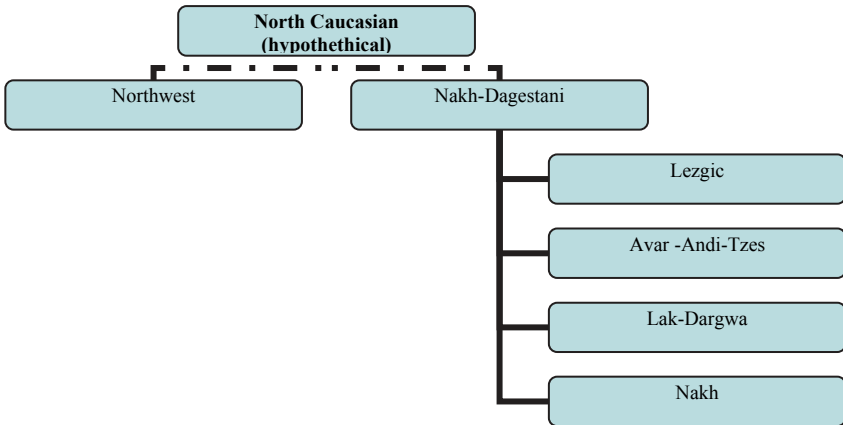 North Caucasian
(hypothethical)
Northwest
Nakh-Dagestani
Lezgic
Avar -Andi-Tzes
Lak-Dargwa
Nakh